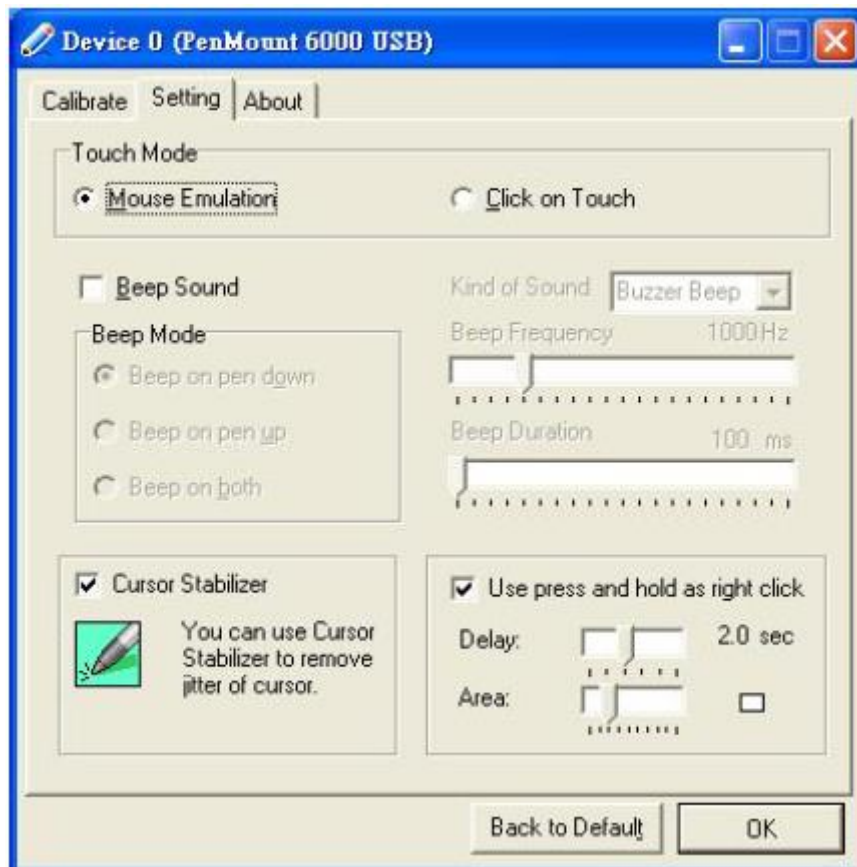 Device 0 (PenMount 6000 USB)
Calibrate Setting About
Touch Mode
Mouse Emulation Click on Touch
Beep Sound
Kind of Sound Buzzer Beep
Beep Mode
Beep Frequency 1000Hz
Beep on pen down
Beep on pen up
Beep Duration 100 ms
Beep on both
Cursor Stabilizer
You can use Cursor
Stabilizer to remove
jitter of cursor.
Use press and hold as right click
Delay: 2.0 sec
Area:
Back to Default OK